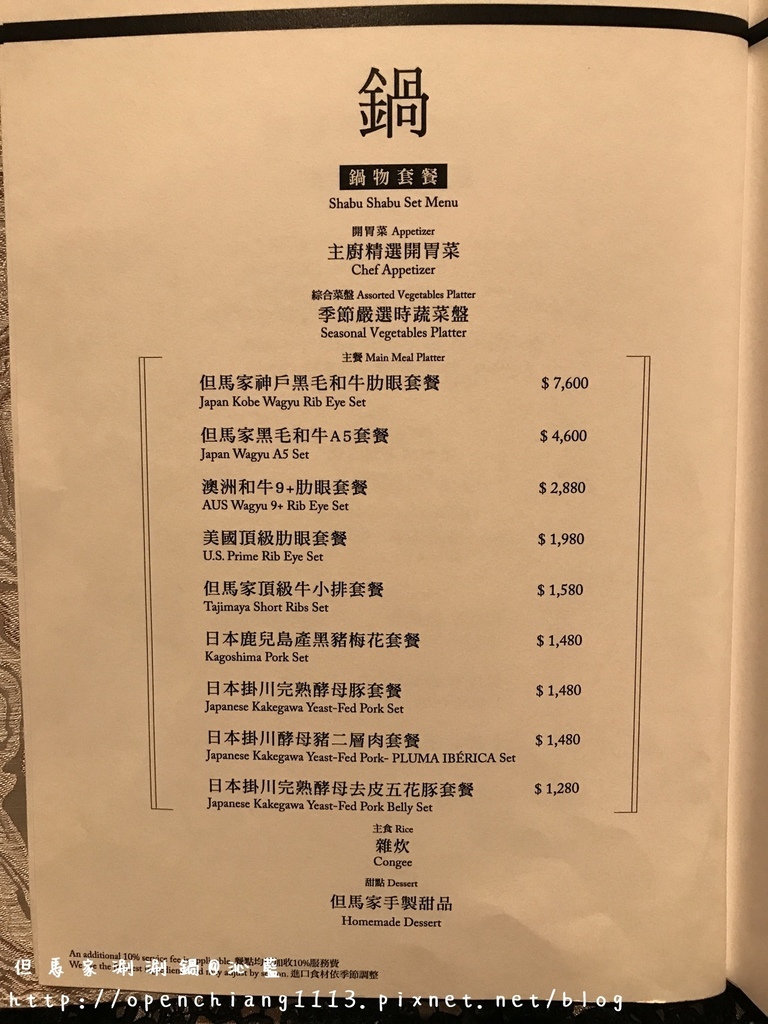 鍋
鍋物套餐
Shabu Shabu Set Menu
開胃菜 Appetizer
主廚精選開胃菜
Chef Appetizer
綜合菜盤 Assorted Vegetables Platter
季節嚴選時蔬菜盤
Seasonal Vegetables Platter
主餐 Main Meal Platter
但馬家神戶黑毛和牛肋眼套餐 $ 7,600
Japan Kobe Wagyu Rib Eye Set
但馬家黑毛和牛A5套餐 $ 4,600
Japan Wagyu A5 Set
澳洲和牛9+肋眼套餐 $ 2,880
AUS Wagyu 9+ Rib Eye Set
美國頂級肋眼套餐 $ 1,980
U.S. Prime Rib Eye Set
但馬家頂級牛小排套餐 $ 1,580
Tajimaya Short Ribs Set
日本鹿兒島產黑豬梅花套餐 $ 1,480
Kagoshima Pork Set
日本掛川完熟酵母豚套餐 $ 1,480
Japanese Kakegawa Yeast-Fed Pork Set
日本掛川酵母豬二層肉套餐 $ 1,480
Japanese Kakegawa Yeast-Fed Pork- PLUMA IBÉRICA Set
日本掛川完熟酵母去皮五花豚套餐 $ 1,280
Japanese Kakegawa Yeast-Fed Pork Belly Set
主食 Rice
雜炊
Congee
甜點 Dessert
但馬家手製甜品
Homemade Dessert
An additional 10% service fee 餐點均 收10%服務費
進口食材依季節調整
但馬家涮涮鍋@沁藍
http://openchiang1113.pixnet.net/blog